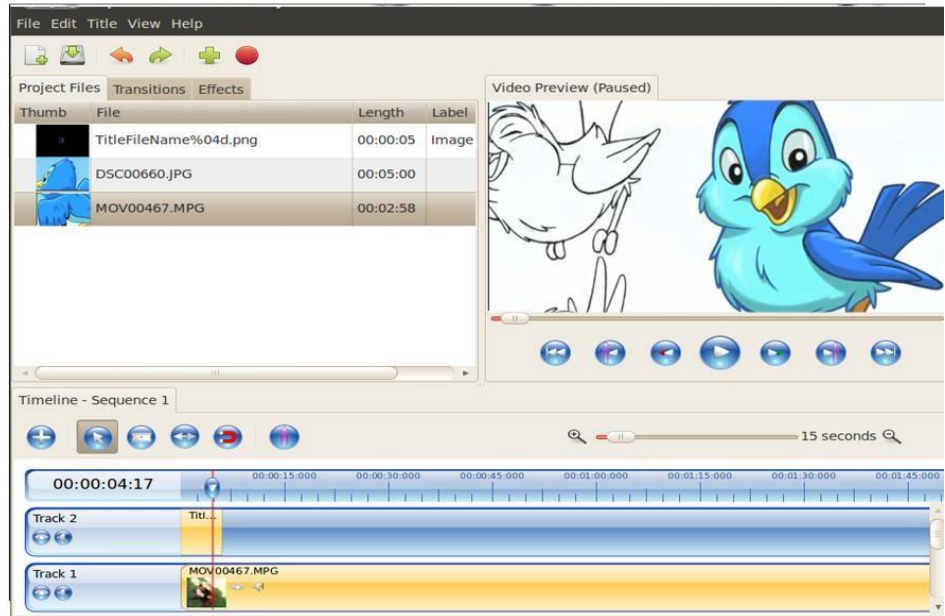 File Edit Title View Help
Project Files Transitions Effects
Thumb File Length Label
TitleFileName%04d.png 00:00:05 Image
DSC00660.JPG 00:05:00
MOV00467.MPG 00:02:58
Video Preview (Paused)
Timeline - Sequence 1
15 seconds
00:00:04:17
00:00:15:000 00:00:30:000 00:00:45:000 00:01:00:000 00:01:15:000 00:01:30:000 00:01:45:000
Track 2 Titl...
Track 1 MOV00467.MPG